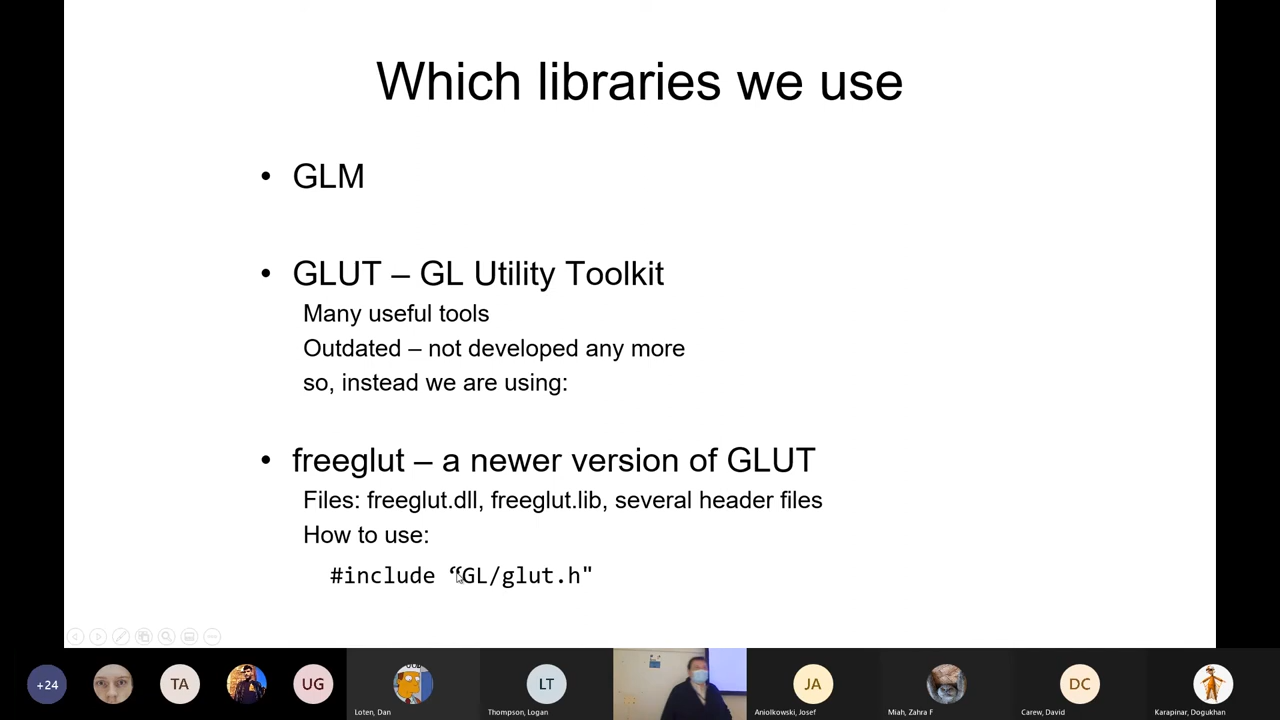 Which libraries we use
• GLM
• GLUT – GL Utility Toolkit
Many useful tools
Outdated – not developed any more
so, instead we are using:
• freeglut – a newer version of GLUT
Files: freeglut.dll, freeglut.lib, several header files
How to use:
#include “GL/glut.h"
+24
TA
UG
LT
JA
DC
Loten, Dan
Thompson, Logan
Aniolkowski, Josef
Miah, Zahra F
Carew, David
Karapinar, Dogukhan